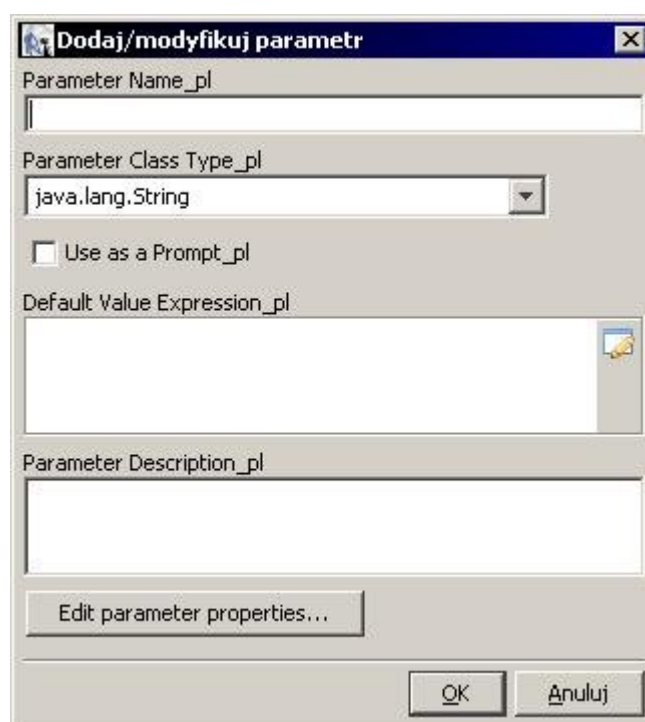 Dodaj/modyfikuj parametr
Parameter Name_pl
Parameter Class Type_pl
java.lang.String
Use as a Prompt_pl
Default Value Expression_pl
Parameter Description_pl
Edit parameter properties...
OK Anuluj